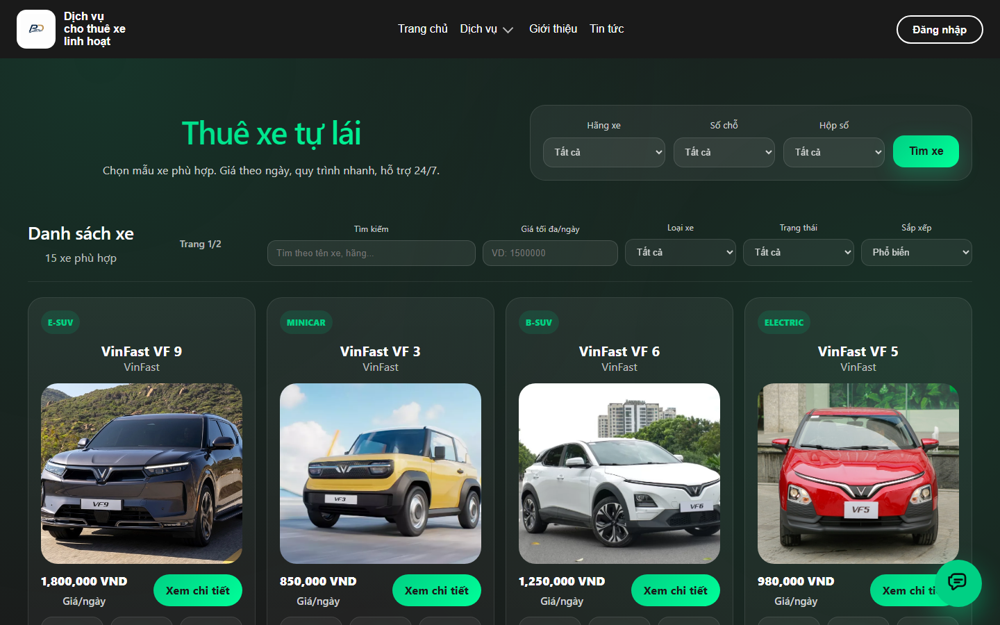 Dịch vụ
cho thuê xe
linh hoạt
Trang chủ
Dịch vụ
Giới thiệu
Tin tức
Đăng nhập
Thuê xe tự lái
Chọn mẫu xe phù hợp. Giá theo ngày, quy trình nhanh, hỗ trợ 24/7.
Hãng xe
Số chỗ
Hộp số
Tất cả
Tất cả
Tất cả
Tìm xe
Danh sách xe
15 xe phù hợp
Trang 1/2
Tìm kiếm
Tìm theo tên xe, hãng...
Giá tối đa/ngày
VD: 1500000
Loại xe
Tất cả
Trạng thái
Tất cả
Sắp xếp
Phổ biến
E-SUV
VinFast VF 9
VinFast
VF9
1,800,000 VND
Giá/ngày
Xem chi tiết
MINICAR
VinFast VF 3
VinFast
VF3
850,000 VND
Giá/ngày
Xem chi tiết
B-SUV
VinFast VF 6
VinFast
VF6
1,250,000 VND
Giá/ngày
Xem chi tiết
ELECTRIC
VinFast VF 5
VinFast
VF5
980,000 VND
Giá/ngày
Xem chi